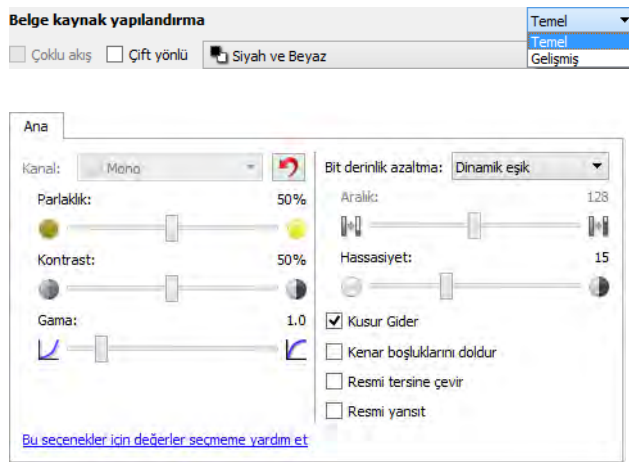 Belge kaynak yapılandırma
Temel
Temel
Gelişmiş
Çoklu akış
Çift yönlü
Siyah ve Beyaz
Ana
Kanal:
Mono
Parlaklık:
50%
Kontrast:
50%
Gama:
1.0
Bu seçenekler için değerler seçmeme yardım et
Bit derinlik azaltma:
Dinamik eşik
Aralık:
128
Hassasiyet:
15
Kusur Gider
Kenar boşluklarını doldur
Resmi tersine çevir
Resmi yansıt